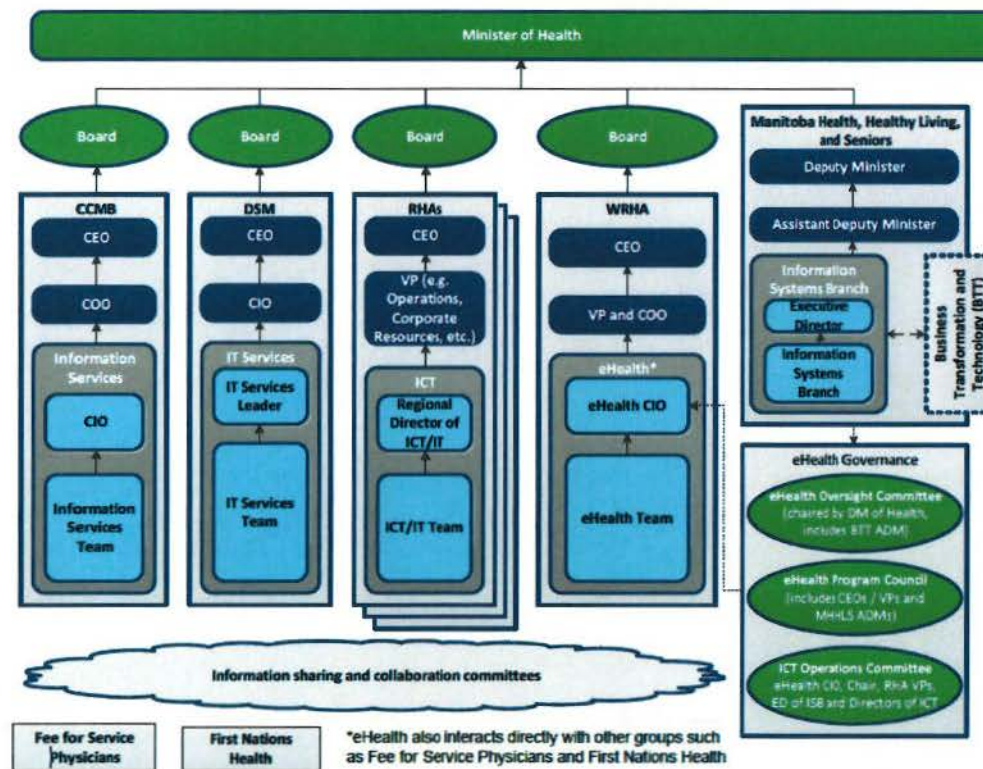 Minister of Health
Board
Board
Board
Board
Manitoba Health, Healthy Living,
and Seniors
Deputy Minister
Assistant Deputy Minister
Information
Systems Branch
Executive
Director
Information
Systems
Branch
Business
Transformation and
Technology (BTT)
CCMB
CEO
COO
Information
Services
CIO
Information
Services
Team
DSM
CEO
CIO
IT Services
IT Services
Leader
IT Services
Team
RHAs
CEO
VP (e.g.
Operations,
Corporate
Resources, etc.)
ICT
Regional
Director of
ICT/IT
ICT/IT Team
WRHA
CEO
VP and COO
eHealth*
eHealth CIO
eHealth Team
eHealth Governance
eHealth Oversight Committee
(chaired by DM of Health,
includes BTT ADM)
eHealth Program Council
(includes CEOs / VPs and
MHHLS ADMs)
ICT Operations Committee
eHealth CIO, Chair, RHA VPs,
ED of ISB and Directors of ICT
Information sharing and collaboration committees
Fee for Service
Physicians
First Nations
Health
*eHealth also interacts directly with other groups such
as Fee for Service Physicians and First Nations Health